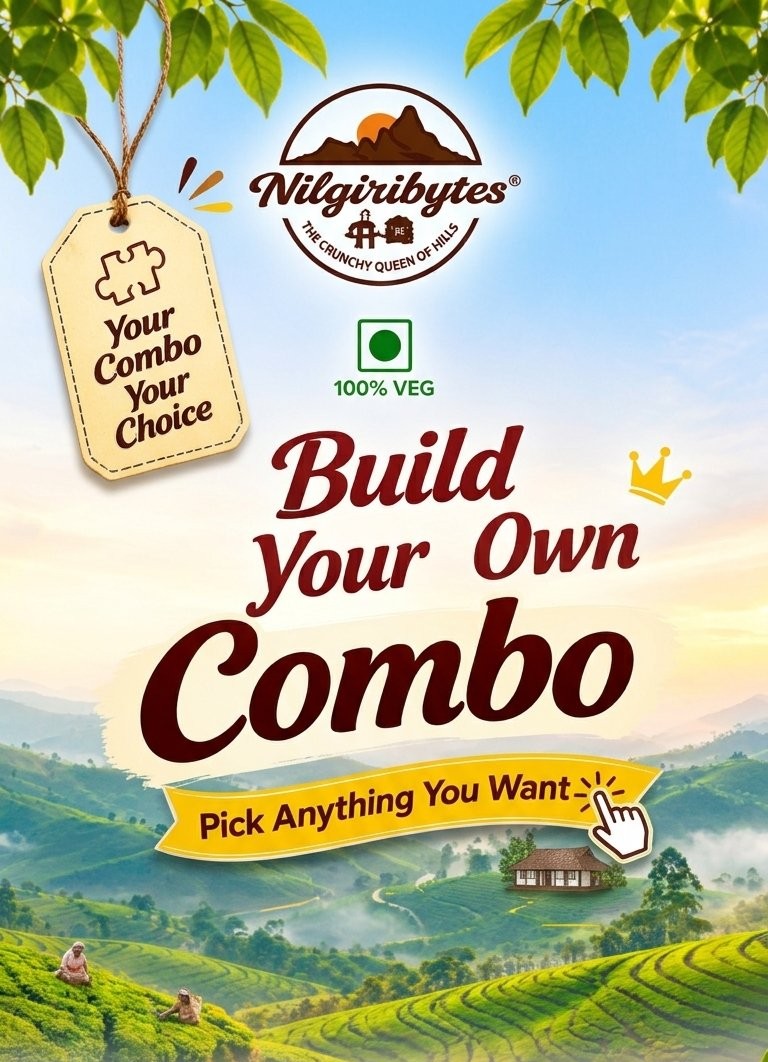 Nilgiribytes®
THE CRUNCHY QUEEN OF HILLS
Your
Combo
Your
Choice
100% VEG
Build
Your Own
Combo
Pick Anything You Want